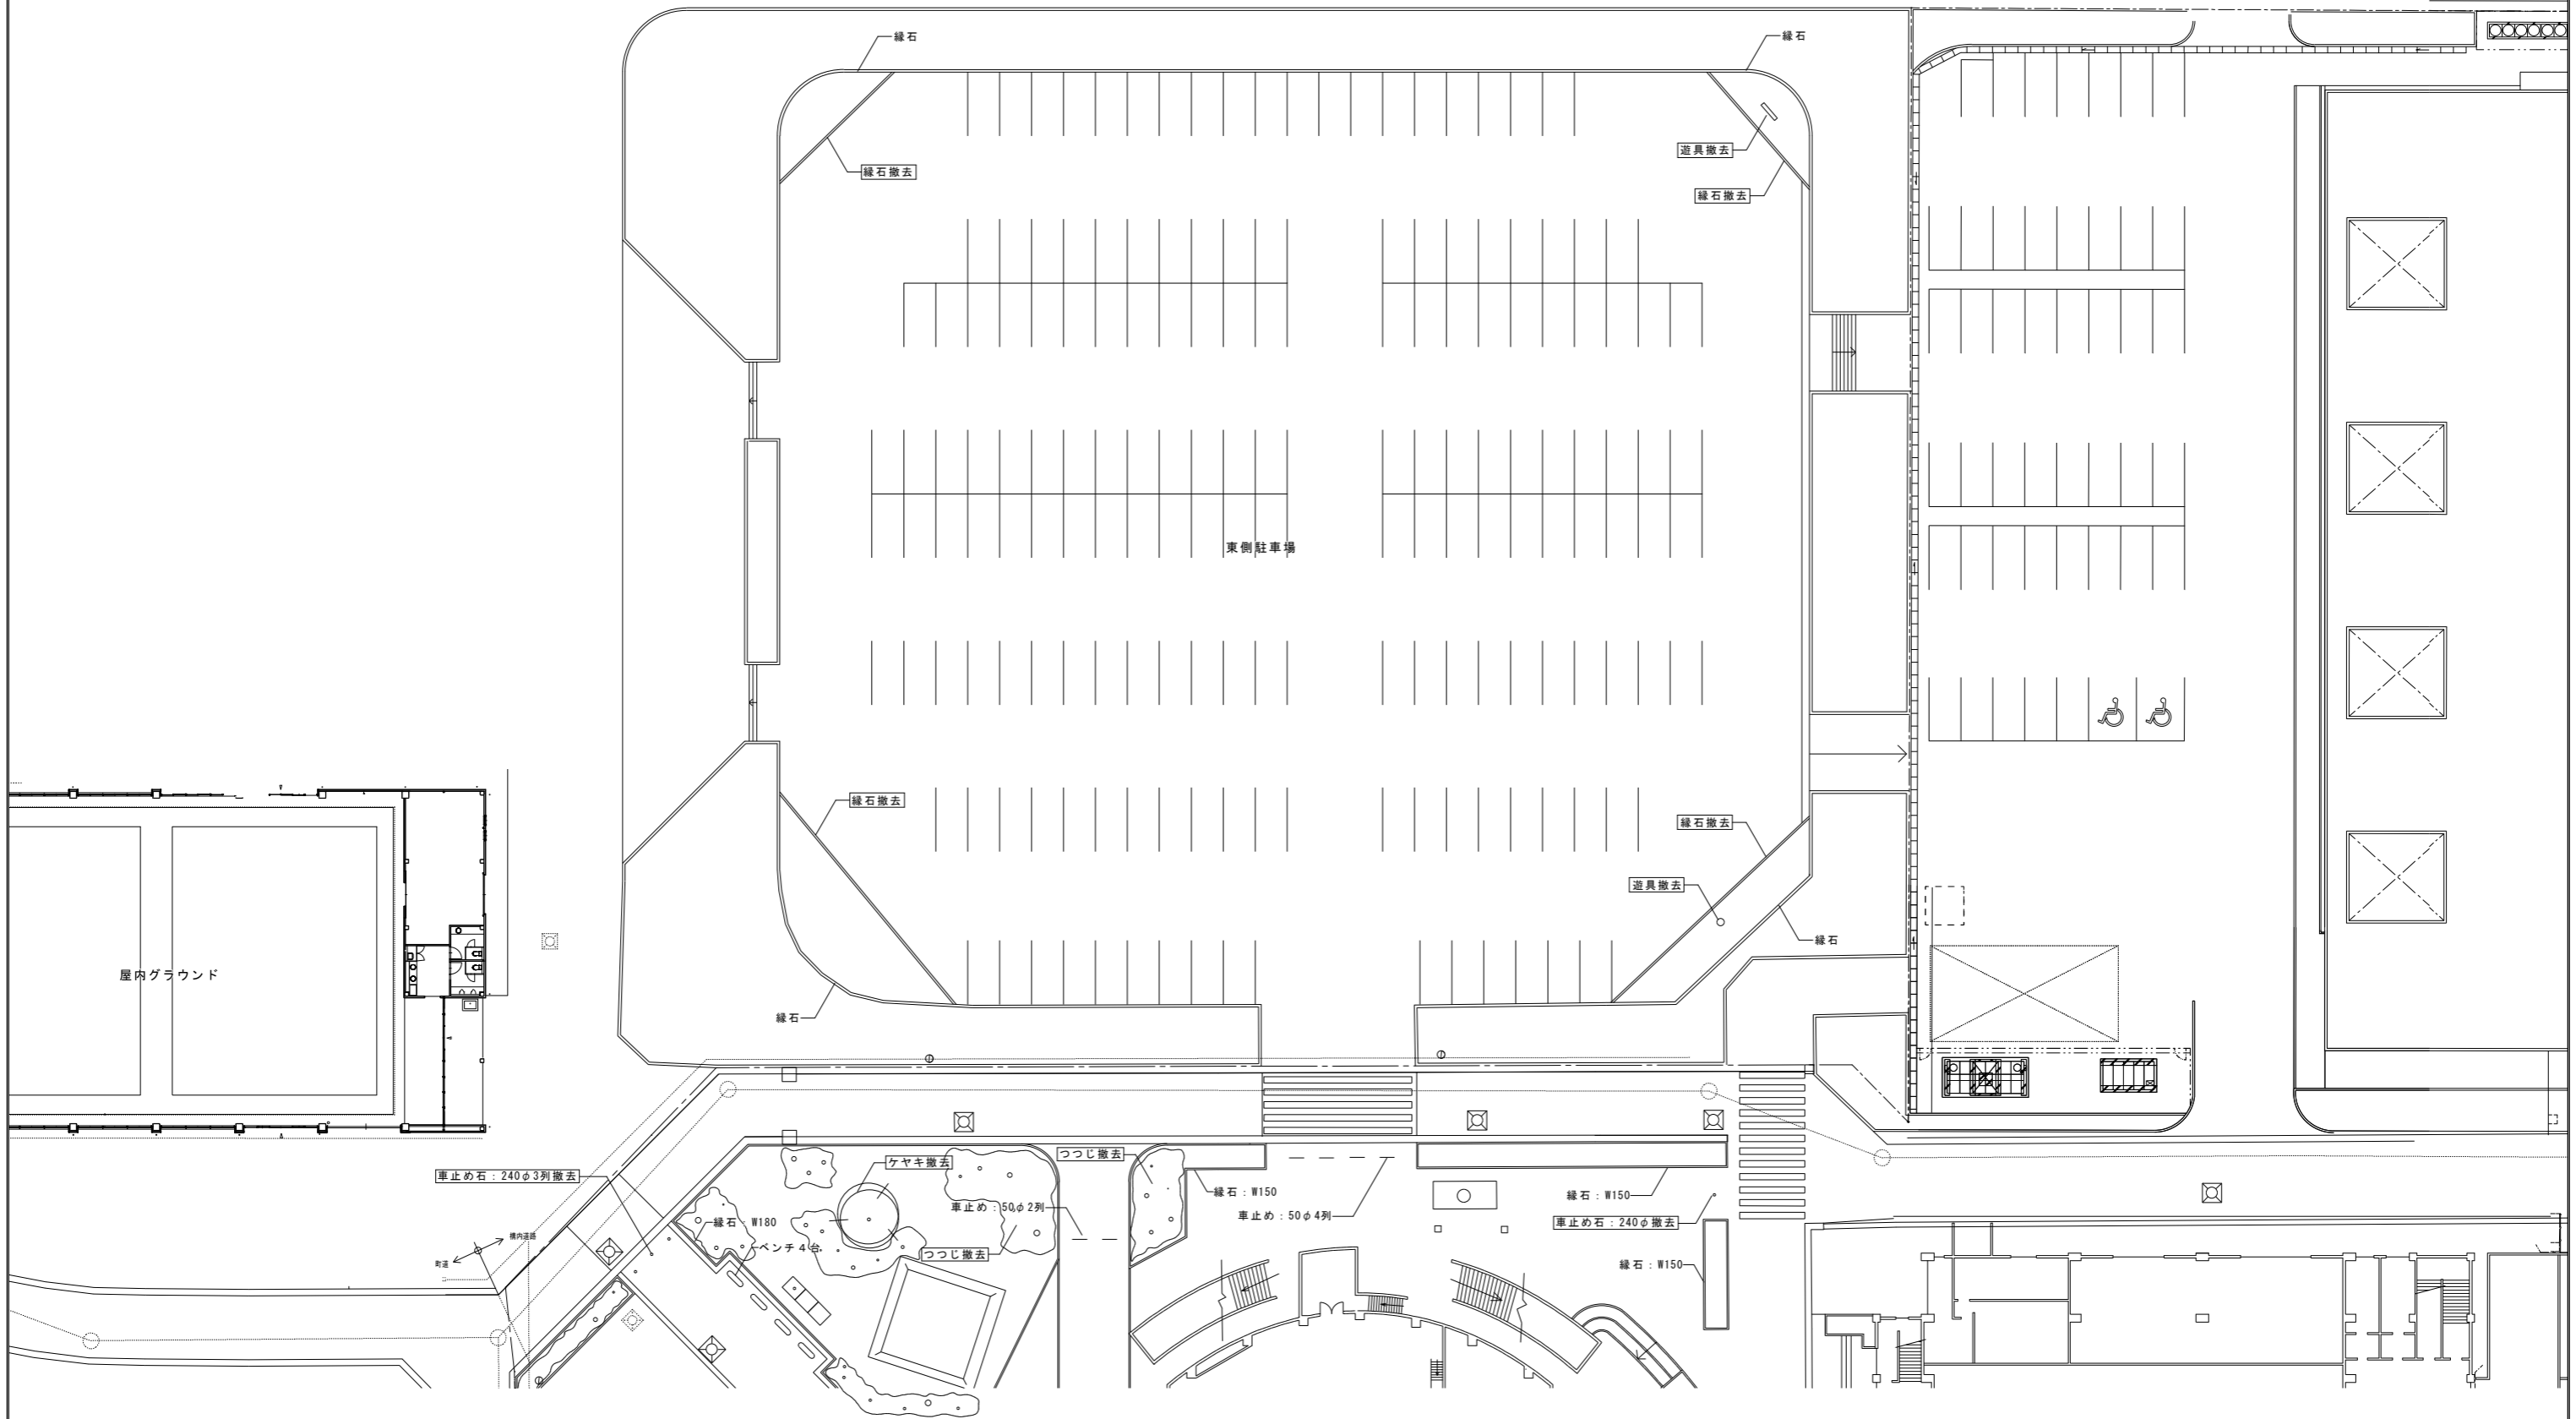 縁石
縁石
遊具撤去
縁石撤去
縁石撤去
東側駐車場
縁石撤去
縁石撤去
遊具撤去
縁石
屋内グラウンド
縁石
つつじ撤去
ケヤキ撤去
車止め石：240φ3列撤去
縁石：W150
縁石：W150
車止め：50φ2列
車止め：50φ4列
縁石：W180
車止め石：240φ撤去
構内道路
ベンチ４台
つつじ撤去
町道
縁石：W150